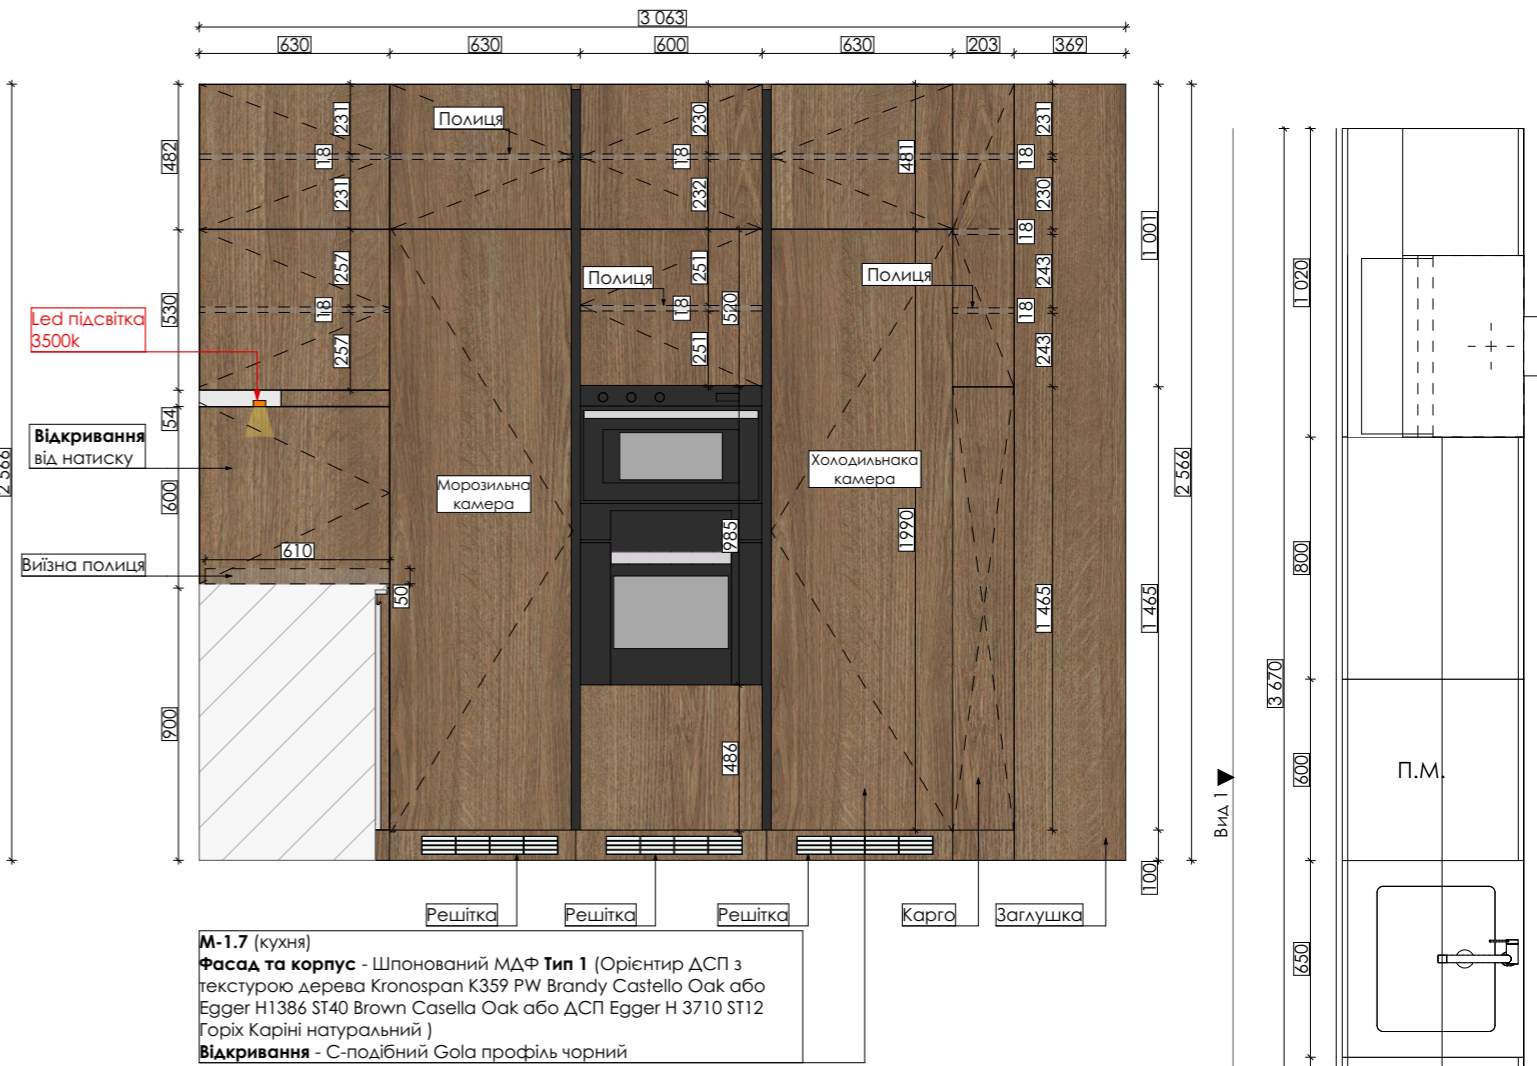 3 063
630
630
600
630
203
369
231
Полиця
230
231
482
18
18
481
18
231
232
230
18
1 001
257
251
243
1 020
Полиця
Полиця
530
18
18
520
18
Led підсвітка
3500k
257
251
243
54
Відкривання
від натиску
2 566
600
Морозильна
камера
Холодильнака
камера
2 566
985
1990
610
800
Виїзна полиця
50
1 465
1 465
3 670
900
486
600
П.М.
Вид 1
100
Решітка
Решітка
Решітка
Карго
Заглушка
650
М-1.7 (кухня)
Фасад та корпус - Шпонований МДФ Тип 1 (Орієнтир ДСП з
текстурою дерева Kronospan K359 PW Brandy Castello Oak або
Egger H1386 ST40 Brown Casella Oak або ДСП Egger H 3710 ST12
Горіх Каріні натуральний )
Відкривання - С-подібний Gola профіль чорний